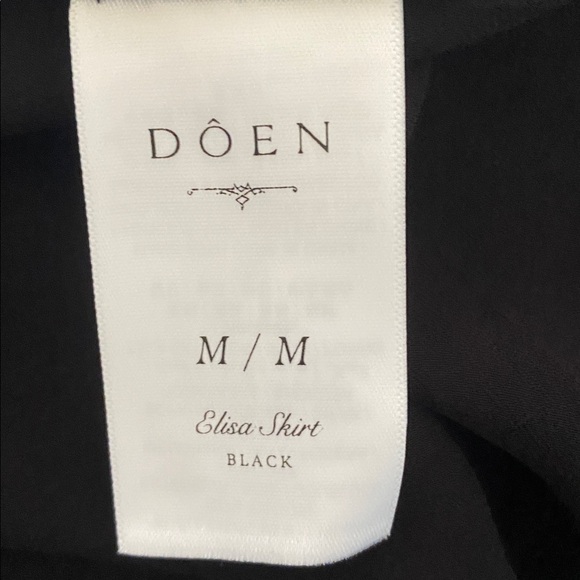 DÔEN
M / M
Elisa Skirt
BLACK